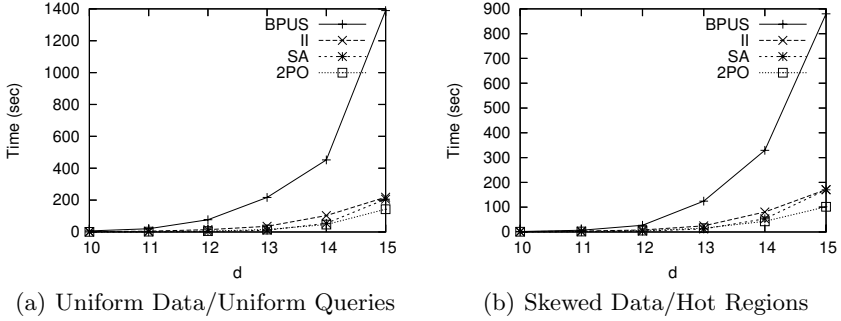 1400
1200
1000
800
600
400
200
0
Time (sec)
10 11 12 13 14 15
d
BPUS
II
SA
2PO
(a) Uniform Data/Uniform Queries
900
800
700
600
500
400
300
200
100
0
Time (sec)
10 11 12 13 14 15
d
BPUS
II
SA
2PO
(b) Skewed Data/Hot Regions